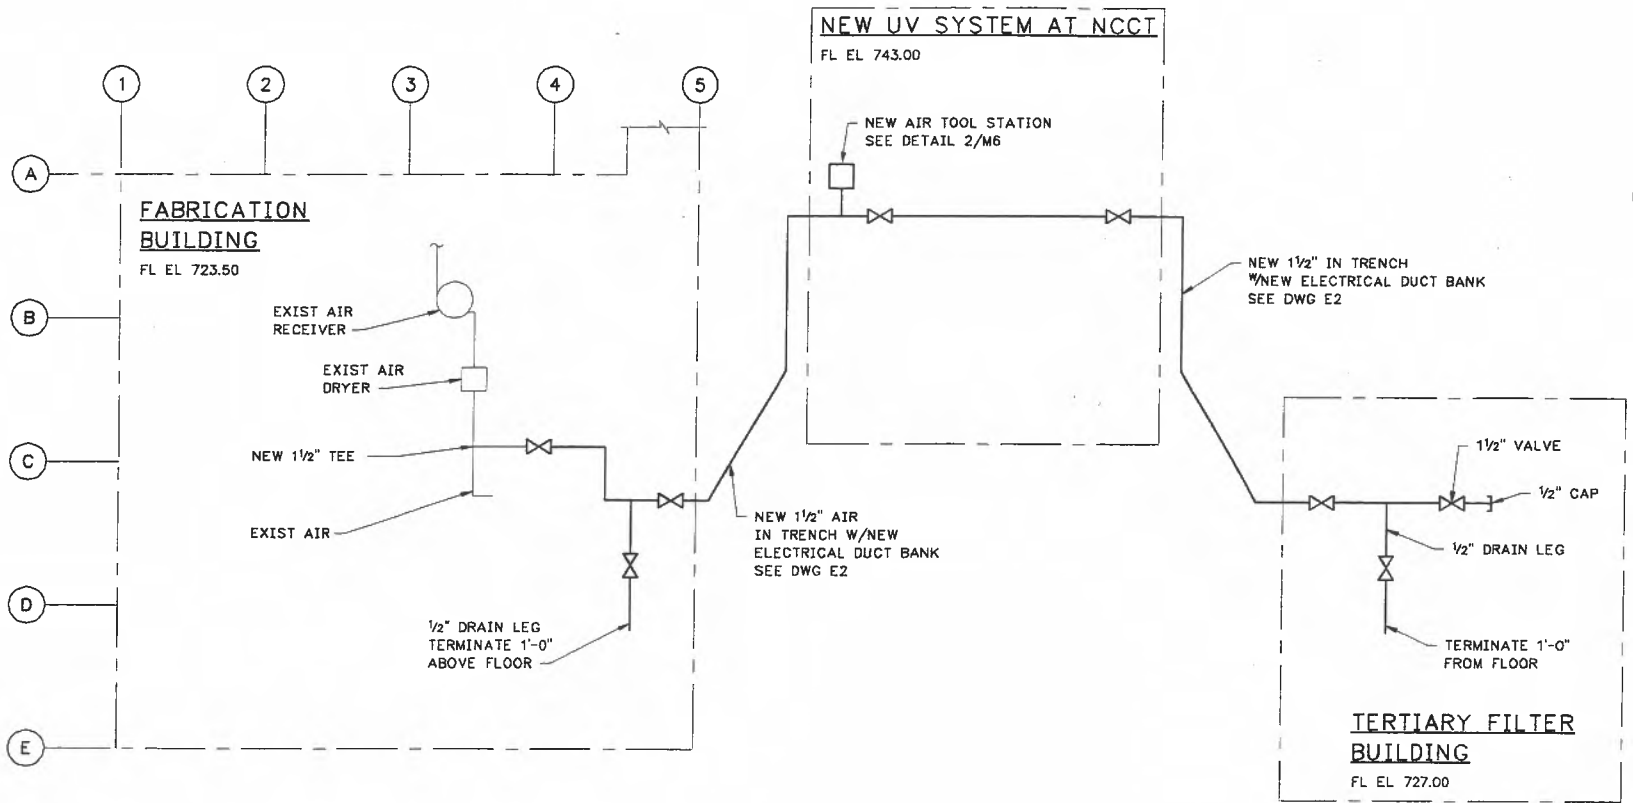 NEW UV SYSTEM AT NCCT
FL EL 743.00
1
2
3
4
5
A
B
C
D
E
FABRICATION
BUILDING
FL EL 723.50
NEW AIR TOOL STATION
SEE DETAIL 2/M6
EXIST AIR
RECEIVER
EXIST AIR
DRYER
NEW 1½" TEE
EXIST AIR
½" DRAIN LEG
TERMINATE 1'-0"
ABOVE FLOOR
NEW 1½" AIR
IN TRENCH W/NEW
ELECTRICAL DUCT BANK
SEE DWG E2
NEW 1½" IN TRENCH
W/NEW ELECTRICAL DUCT BANK
SEE DWG E2
1½" VALVE
½" CAP
½" DRAIN LEG
TERMINATE 1'-0"
FROM FLOOR
TERTIARY FILTER
BUILDING
FL EL 727.00